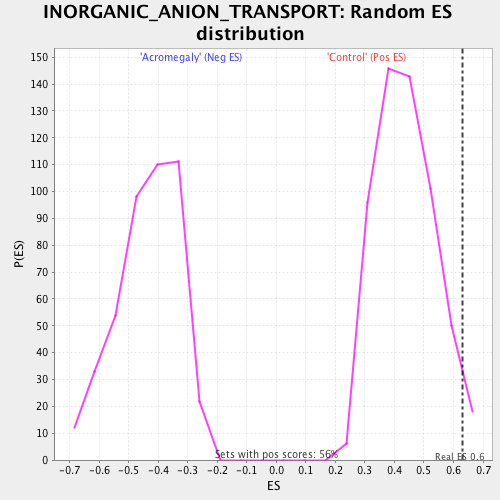 INORGANIC_ANION_TRANSPORT: Random ES
distribution
'Acromegaly' (Neg ES)
'Control' (Pos ES)
150
140
130
120
110
100
90
80
70
60
50
40
30
20
10
0
P(ES)
Sets with pos scores: 56%
Real ES 0.6
-0.7 -0.6 -0.5 -0.4 -0.3 -0.2 -0.1 0.0 0.1 0.2 0.3 0.4 0.5 0.6 0.7
ES